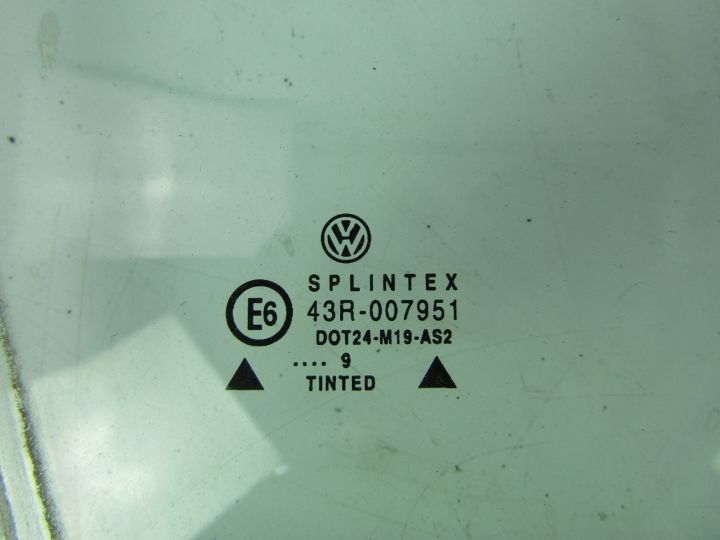 SPLINTEX
E6 43R-007951
DOT24-M19-AS2
.... 9
TINTED